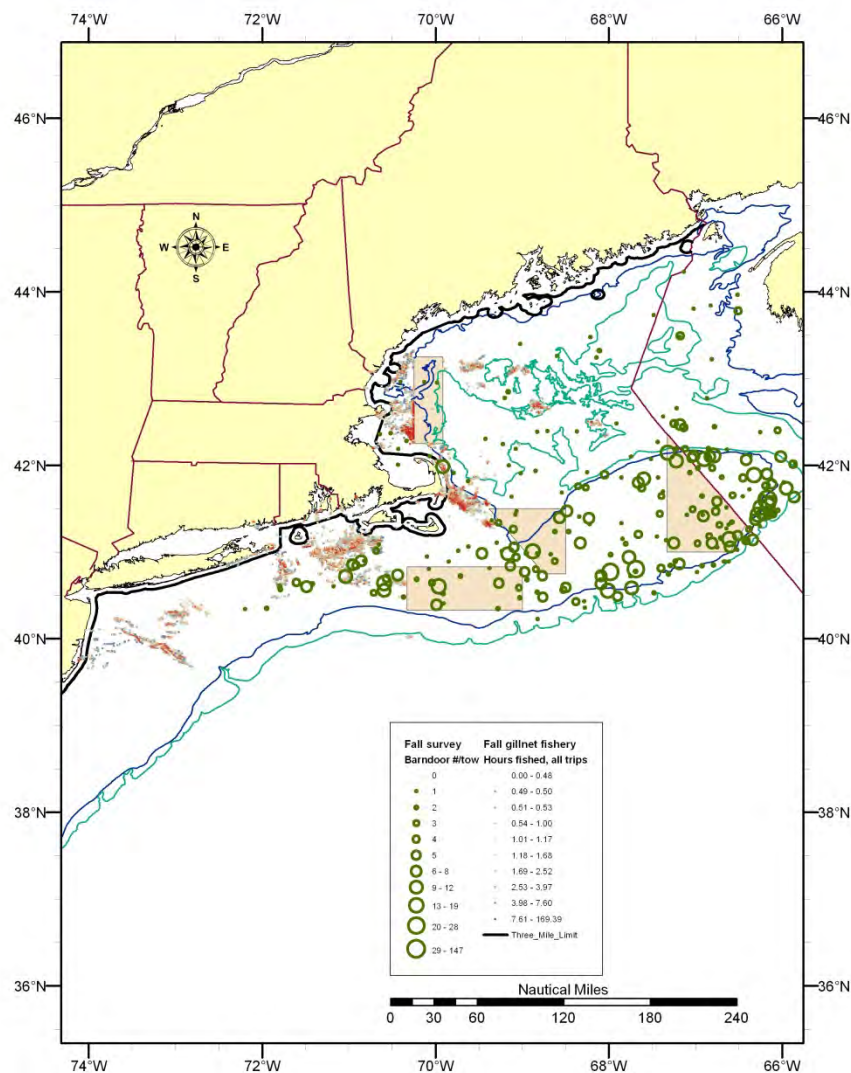 74°W 72°W 70°W 68°W 66°W
46°N 46°N
45°N
N
W E
S
44°N 44°N
43°N
42°N 42°N
41°N
40°N 40°N
38°N 38°N
36°N 36°N
Fall survey Fall gillnet fishery
Barndoor #/tow Hours fished, all trips
0 0.00 - 0.48
1 0.49 - 0.50
2 0.51 - 0.53
3 0.54 - 1.00
4 1.01 - 1.17
5 1.18 - 1.68
6 - 8 1.69 - 2.52
9 - 12 2.53 - 3.97
13 - 19 3.98 - 7.60
20 - 28 7.61 - 169.39
29 - 147 Three_Mile_Limit
Nautical Miles
0 30 60 120 180 240
74°W 72°W 70°W 68°W 66°W